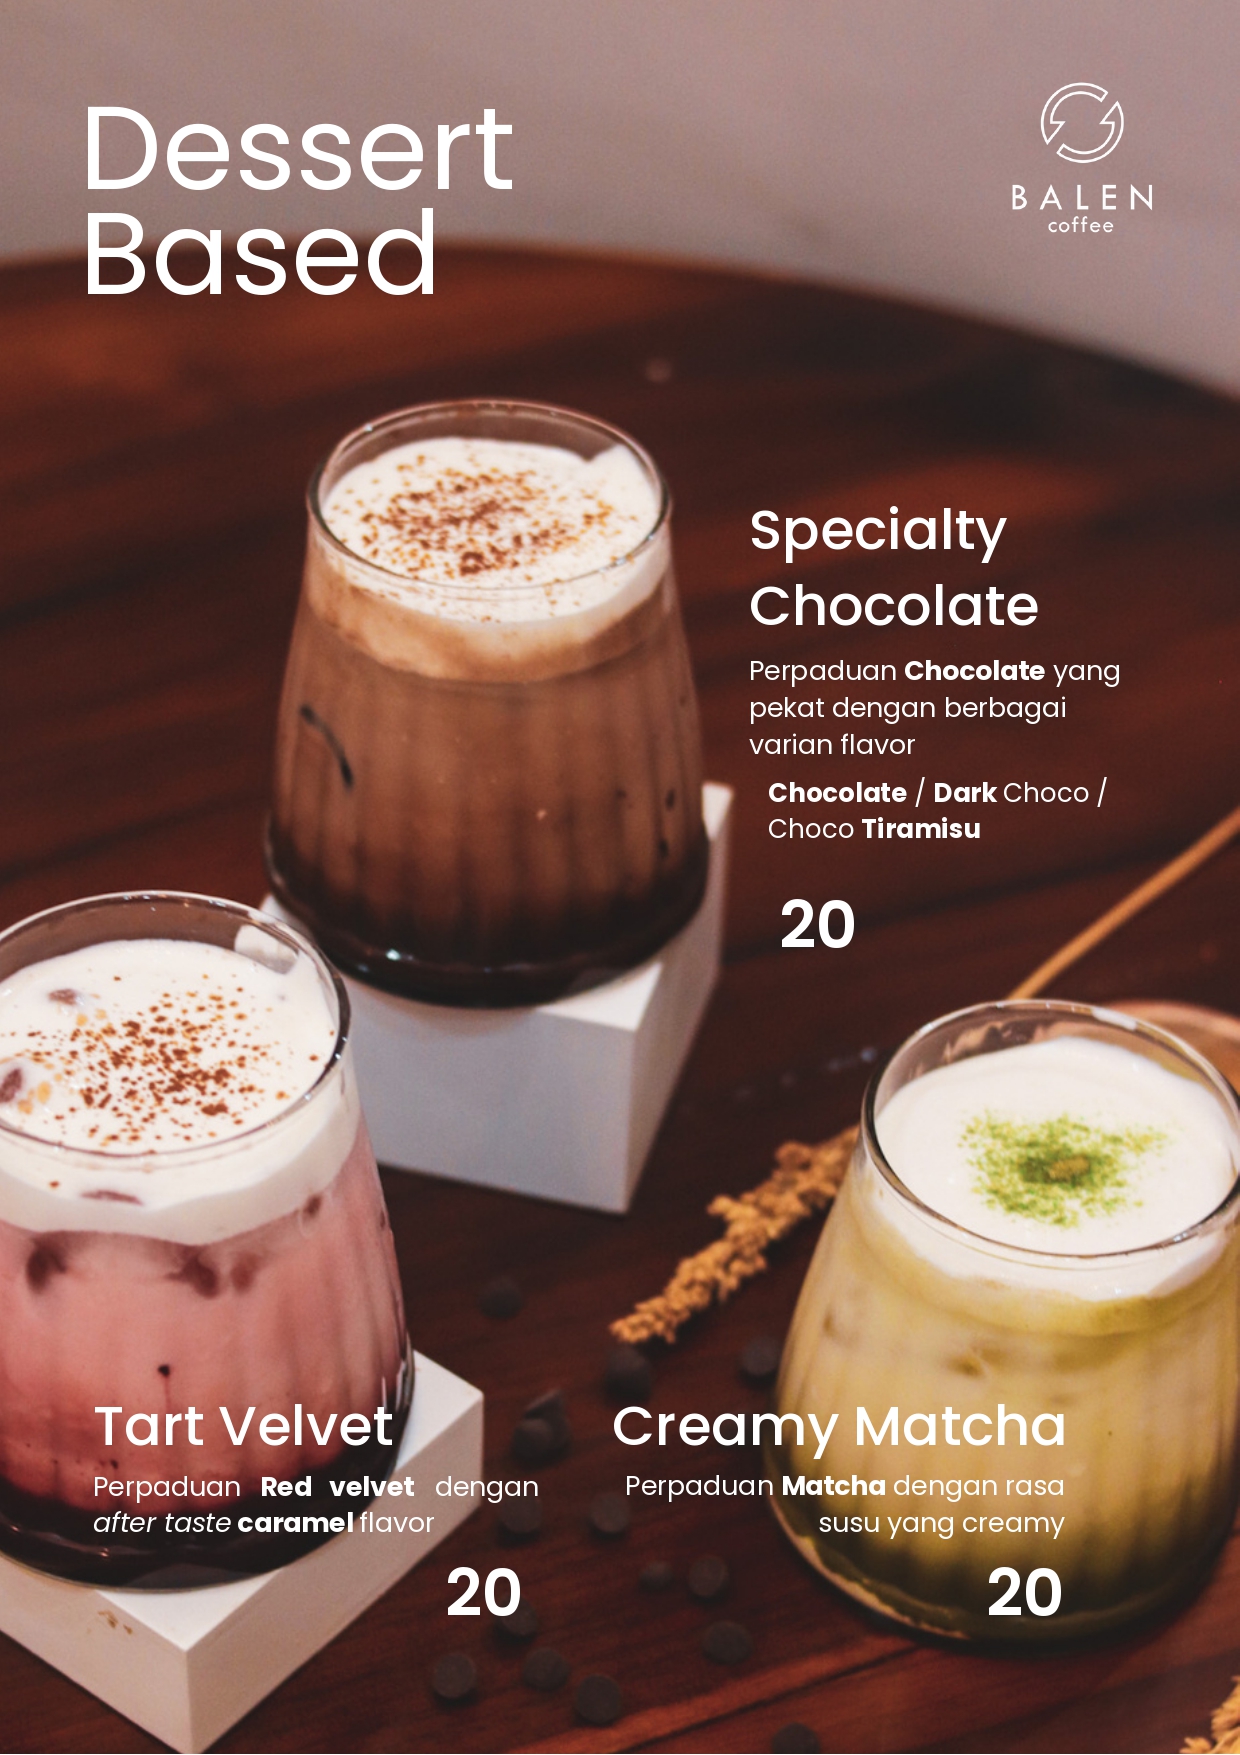 Dessert
Based
BALEN
coffee
Specialty
Chocolate
Perpaduan Chocolate yang
pekat dengan berbagai
varian flavor
Chocolate / Dark Choco /
Choco Tiramisu
20
Tart Velvet
Perpaduan Red velvet dengan
after taste caramel flavor
20
Creamy Matcha
Perpaduan Matcha dengan rasa
susu yang creamy
20